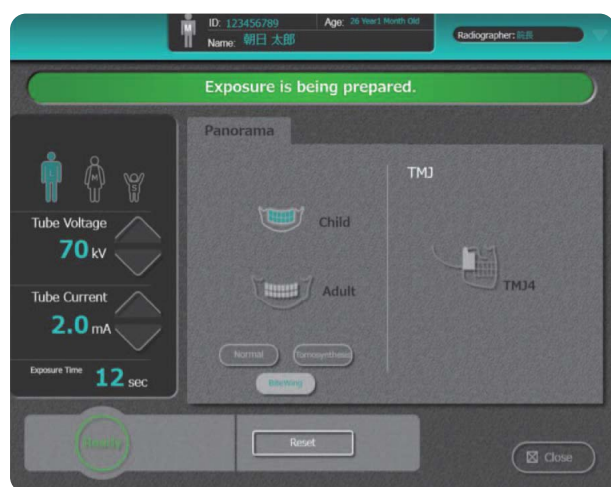 ID: 123456789 Age: 26 Year1 Month Old
M
Name: 朝日 太郎
Radiographer: 院長
Exposure is being prepared.
Panorama
TMJ
L M S
Child
Tube Voltage
70 kV
TMJ4
Adult
Tube Current
2.0 mA
Normal Tomosynthesis
BiteWing
Exposure Time 12 sec
Ready
Reset
Close